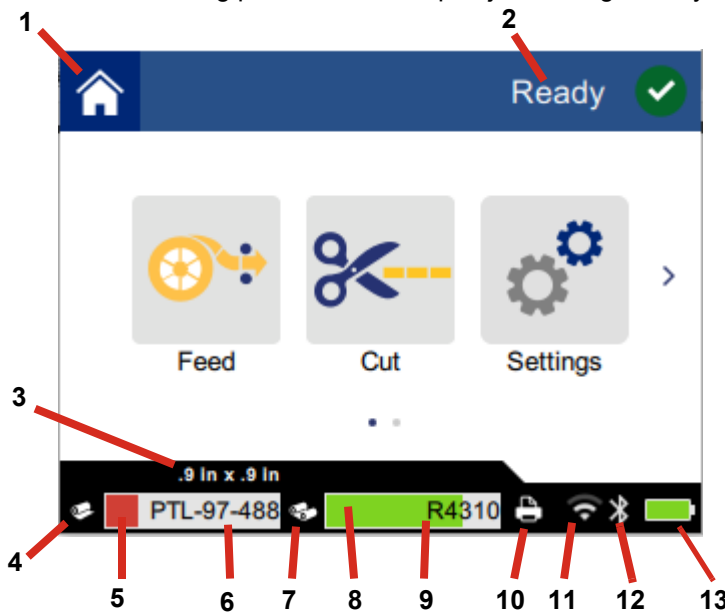 1 2
Ready
Feed Cut Settings
3
.9 in x .9 in
PTL-97-488 R4310
4
5 6 7 8 9 10 11 12 13